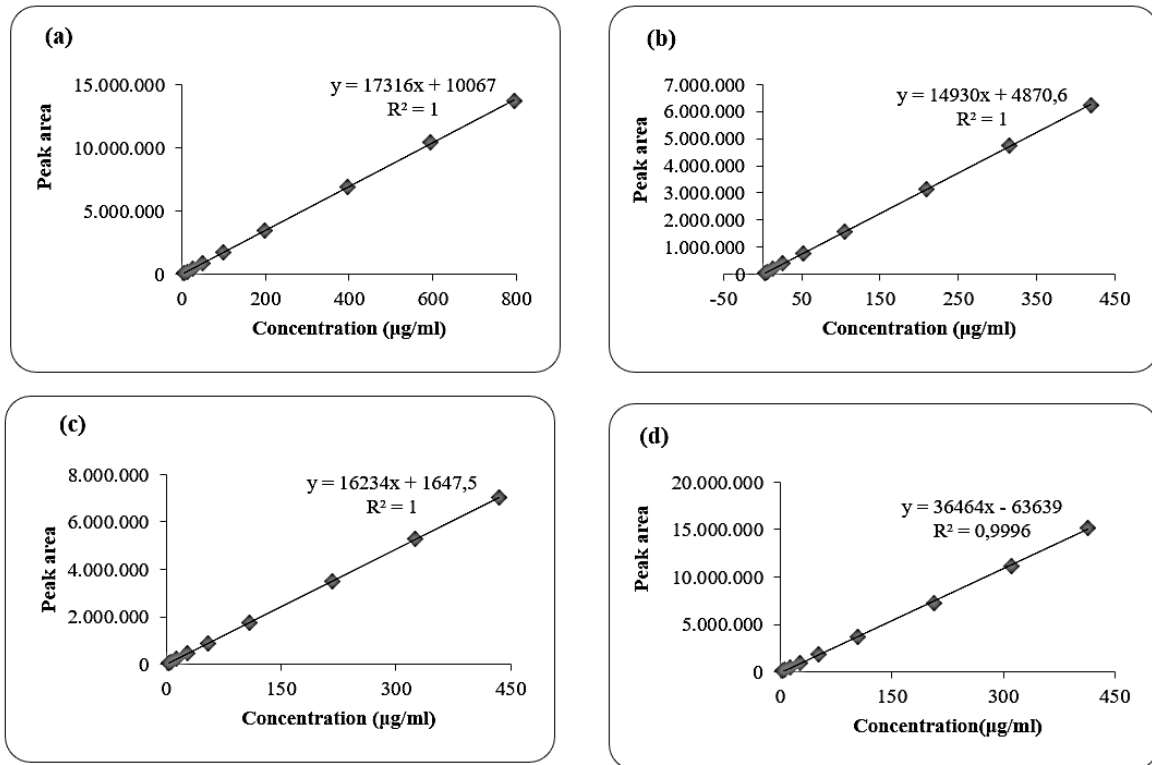 (a)
y = 17316x + 10067
R² = 1
15.000.000
10.000.000
5.000.000
0
0 200 400 600 800
Peak area
Concentration (µg/ml)
(b)
y = 14930x + 4870,6
R² = 1
7.000.000
6.000.000
5.000.000
4.000.000
3.000.000
2.000.000
1.000.000
0
-50 50 150 250 350 450
Peak area
Concentration (µg/ml)
(c)
y = 16234x + 1647,5
R² = 1
8.000.000
6.000.000
4.000.000
2.000.000
0
0 150 300 450
Peak area
Concentration (µg/ml)
(d)
y = 36464x - 63639
R² = 0,9996
20.000.000
15.000.000
10.000.000
5.000.000
0
0 150 300 450
Peak area
Concentration(µg/ml)